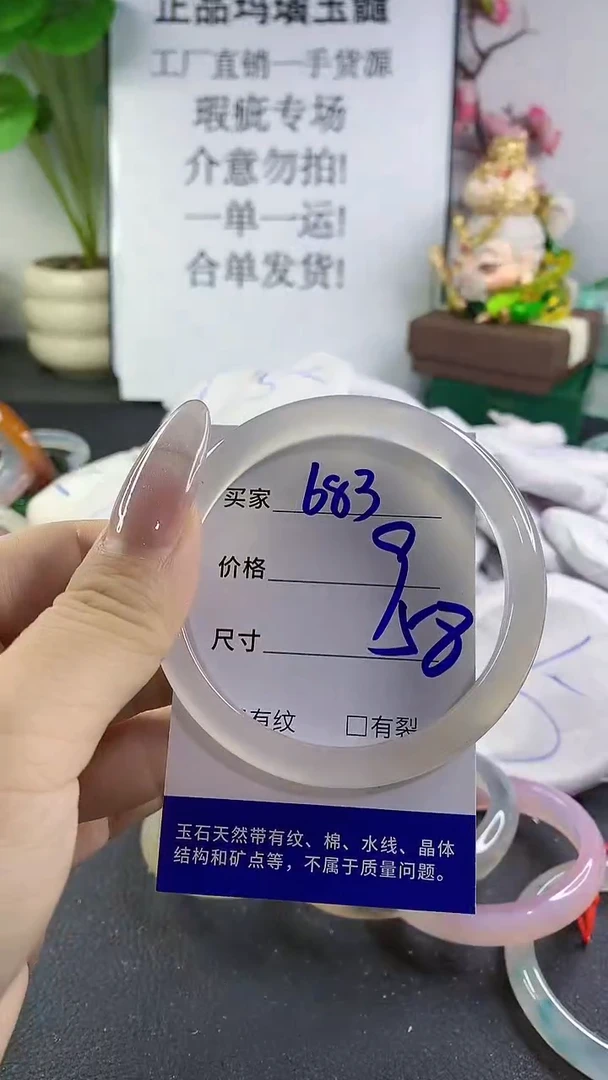 正品玛瑙玉髓
工厂直销一手货源
瑕疵专场
介意勿拍!
一单一运!
合单发货!
买家 683
价格 9
尺寸 58
有纹 □有裂
玉石天然带有纹、棉、水线、晶体
结构和矿点等，不属于质量问题。